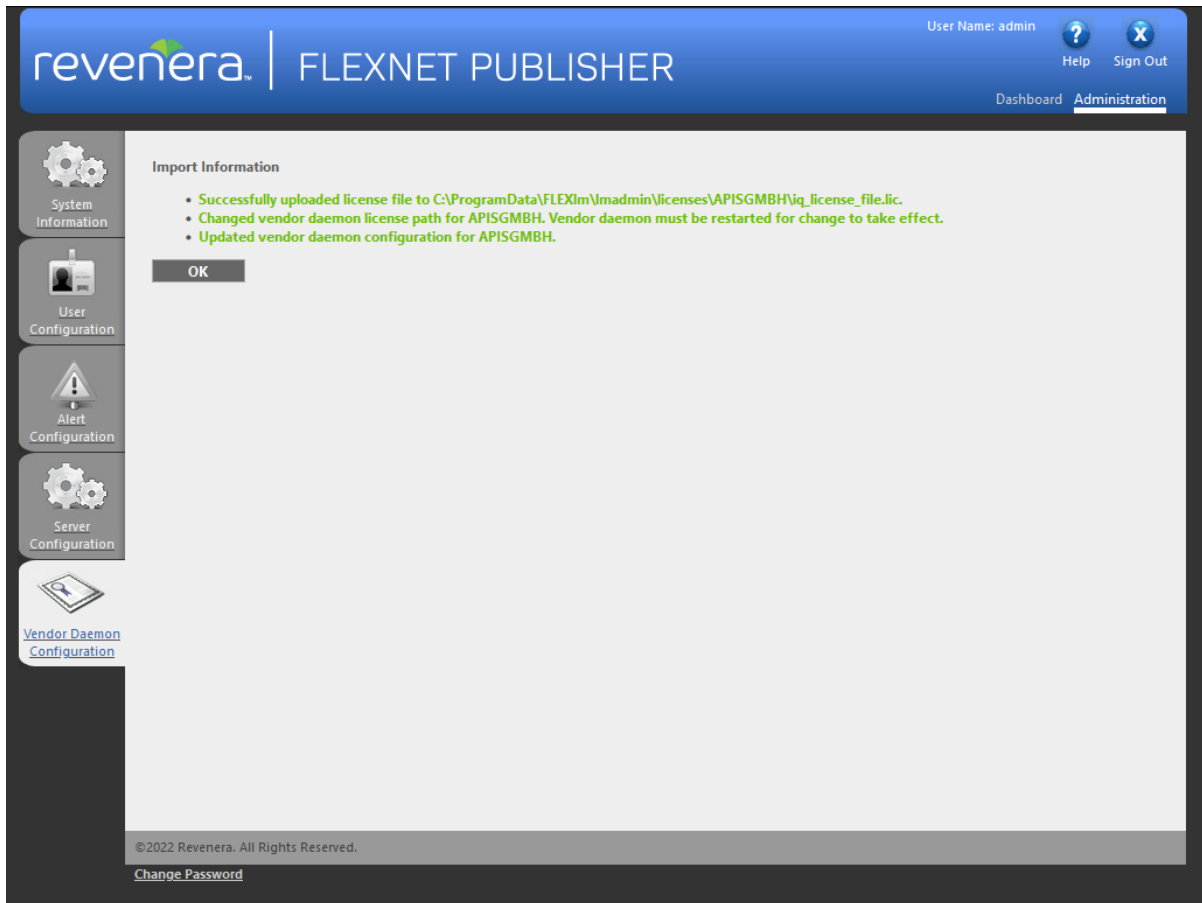 User Name: admin
Help Sign Out
revenera™ FLEXNET PUBLISHER
Dashboard Administration
System
Information
User
Configuration
Alert
Configuration
Server
Configuration
Vendor Daemon
Configuration
Import Information
• Successfully uploaded license file to C:\ProgramData\FLEXlm\lmadmin\licenses\APISGMBH\iq_license_file.lic.
• Changed vendor daemon license path for APISGMBH. Vendor daemon must be restarted for change to take effect.
• Updated vendor daemon configuration for APISGMBH.
OK
©2022 Revenera. All Rights Reserved.
Change Password